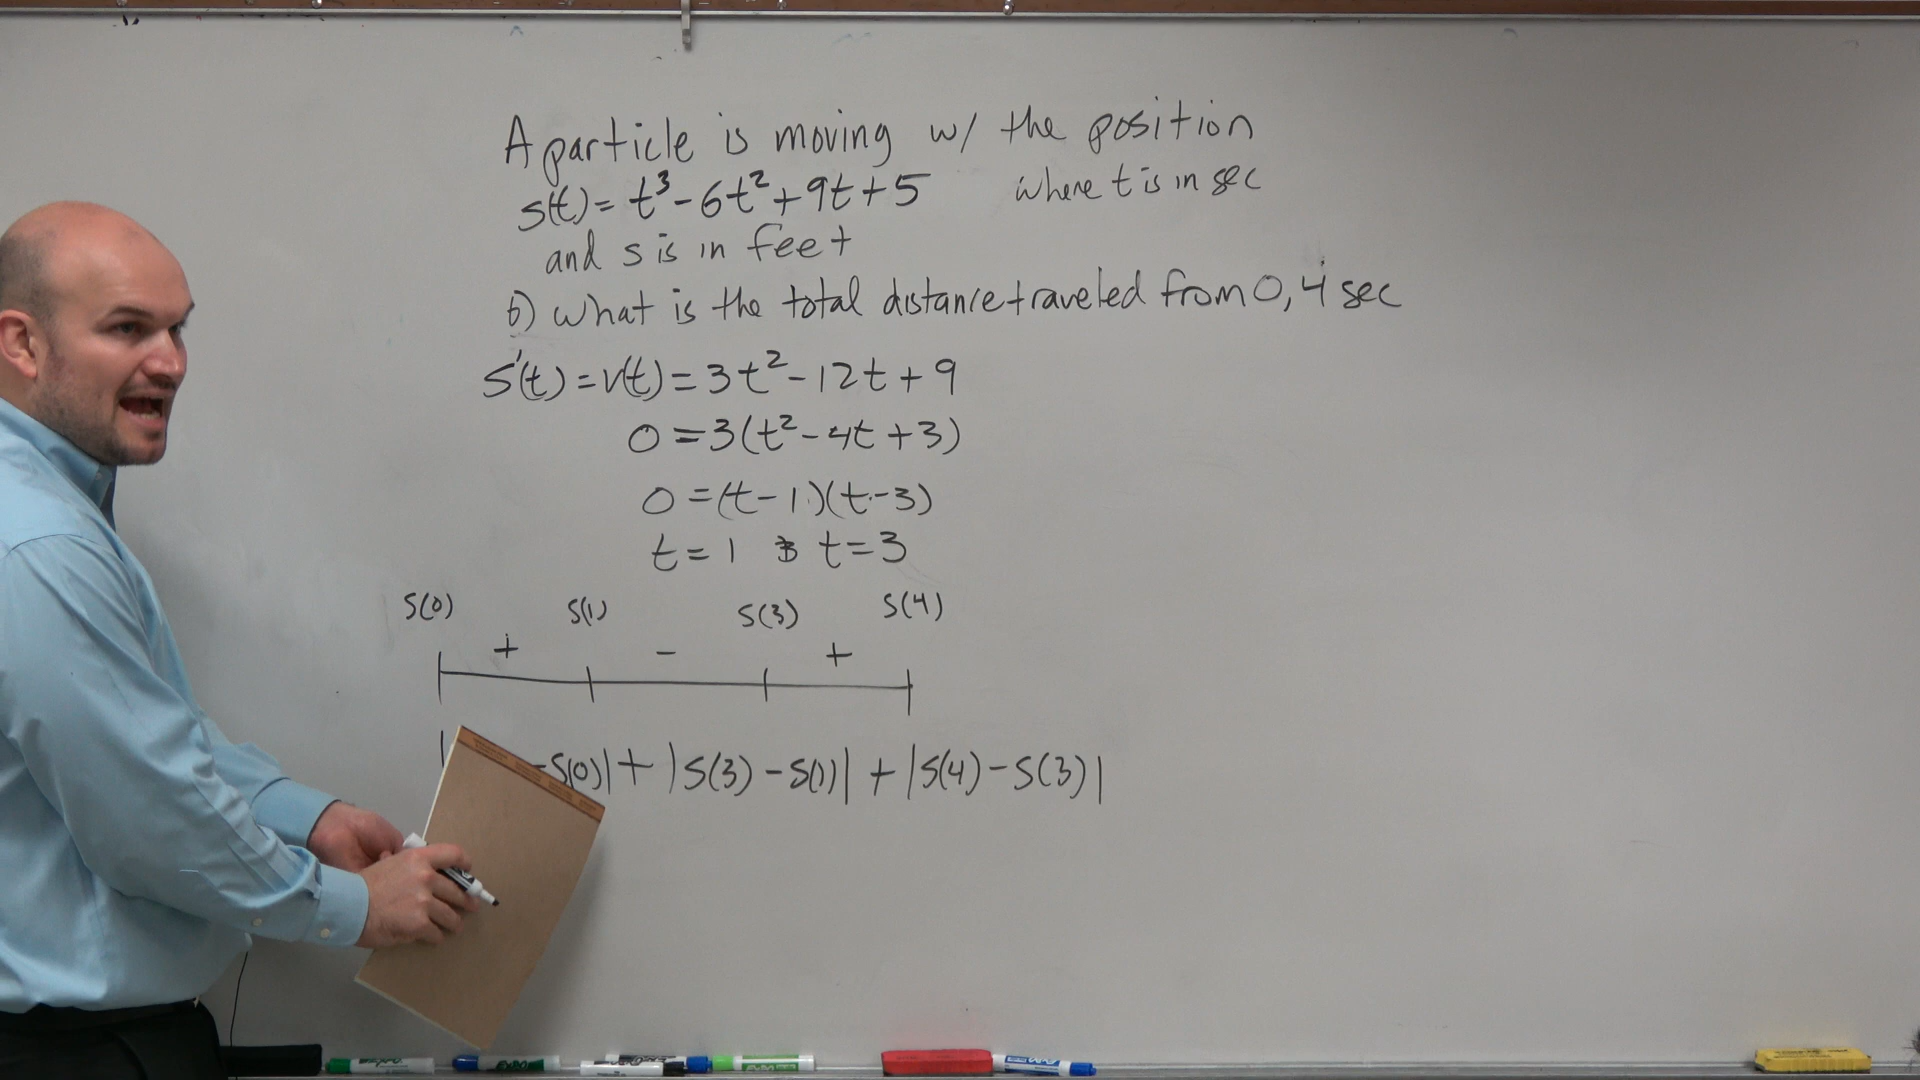 A particle is moving w/ the position
s(t) = t³ - 6t² + 9t + 5 where t is in sec
and s is in feet
b) What is the total distance traveled from 0, 4 sec
s'(t) = v(t) = 3t² - 12t + 9
0 = 3(t² - 4t + 3)
0 = (t - 1)(t - 3)
t = 1 & t = 3
S(0) S(1) S(3) S(4)
+ - +
| - S(0)| + |S(3) - S(1)| + |S(4) - S(3)|
EXPO
EXPO